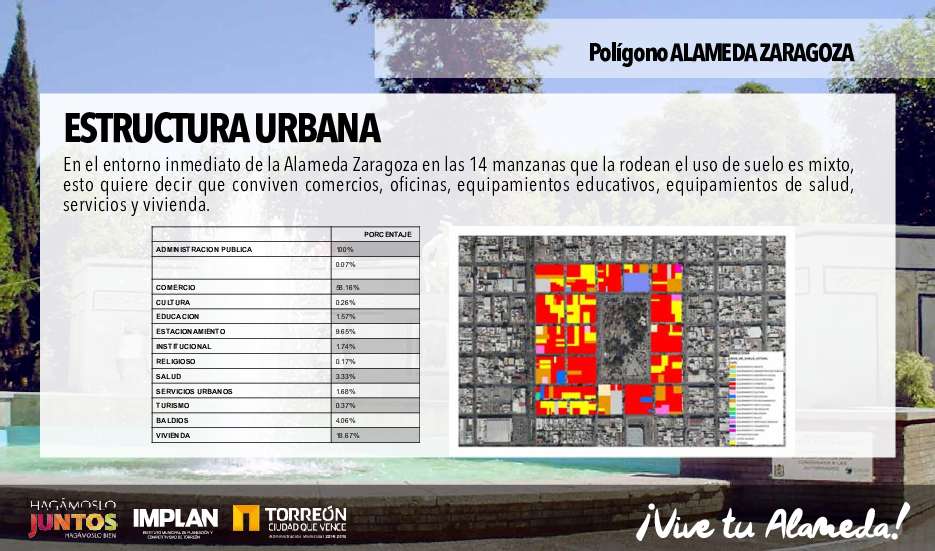 Polígono ALAMEDA ZARAGOZA
ESTRUCTURA URBANA
En el entorno inmediato de la Alameda Zaragoza en las 14 manzanas que la rodean el uso de suelo es mixto,
esto quiere decir que conviven comercios, oficinas, equipamientos educativos, equipamientos de salud,
servicios y vivienda.
PORCENTAJE
ADMINISTRACION PUBLICA 100%
0.07%
COMERCIO 58.16%
CULTURA 0.26%
EDUCACION 1.57%
ESTACIONAMIENTO 9.65%
INSTITUCIONAL 1.74%
RELIGIOSO 0.17%
SALUD 3.33%
SERVICIOS URBANOS 1.68%
TURISMO 0.37%
BALDIOS 4.06%
VIVIENDA 18.67%
HAGÁMOSLO
JUNTOS
HAGÁMOSLO BIEN
IMPLAN
INSTITUTO MUNICIPAL DE PLANEACIÓN Y
COMPETITIVIDAD DE TORREÓN
TORREÓN
CIUDAD QUE VENCE
¡Vive tu Alameda!